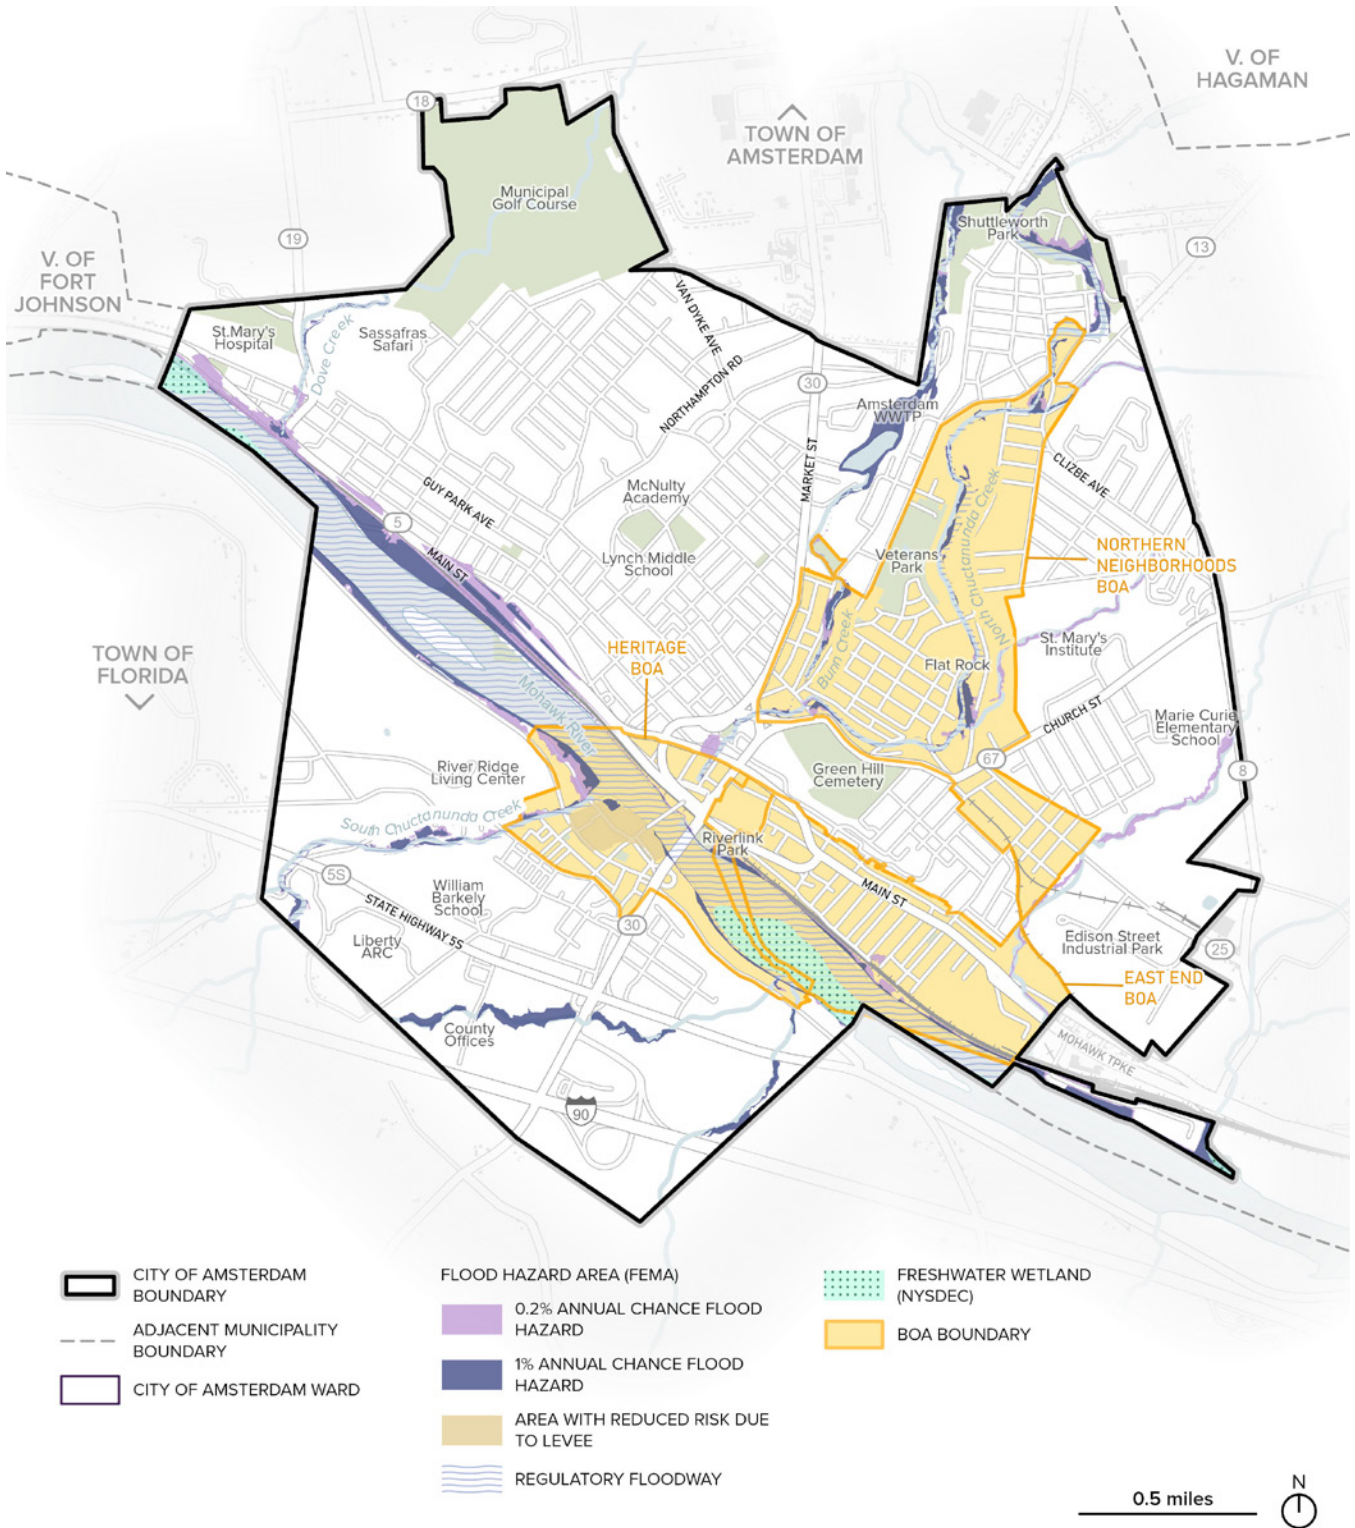 V. OF
HAGAMAN
18
TOWN OF
AMSTERDAM
Municipal
Golf Course
Shuttleworth
Park
19
13
V. OF
FORT
JOHNSON
St.Mary's
Hospital
Dove Creek
Sassafras
Safari
VAN DYKE AVE
NORTHAMPTON RD
30
Amsterdam
WWTP
MARKET ST
CLIZBE AVE
GUY PARK AVE
McNulty
Academy
5
MAIN ST
Lynch Middle
School
Veterans
Park
North Chuctanunda Creek
NORTHERN
NEIGHBORHOODS
BOA
TOWN OF
FLORIDA
HERITAGE
BOA
Bunn Creek
Flat Rock
St. Mary's
Institute
CHURCH ST
Mohawk River
Marie Curie
Elementary
School
River Ridge
Living Center
Green Hill
Cemetery
67
8
South Chuctanunda Creek
Riverlink
Park
5S
MAIN ST
William
Barkely
School
STATE HIGHWAY 5S
30
Liberty
ARC
Edison Street
Industrial Park
25
EAST END
BOA
County
Offices
MOHAWK TPKE
90
CITY OF AMSTERDAM
BOUNDARY
ADJACENT MUNICIPALITY
BOUNDARY
CITY OF AMSTERDAM WARD
FLOOD HAZARD AREA (FEMA)
0.2% ANNUAL CHANCE FLOOD
HAZARD
1% ANNUAL CHANCE FLOOD
HAZARD
AREA WITH REDUCED RISK DUE
TO LEVEE
REGULATORY FLOODWAY
FRESHWATER WETLAND
(NYSDEC)
BOA BOUNDARY
0.5 miles
N